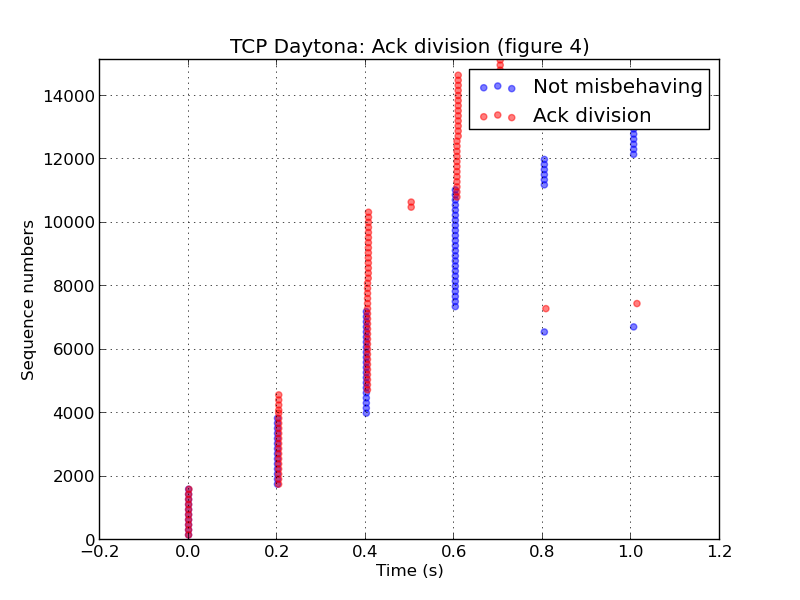 TCP Daytona: Ack division (figure 4)
Not misbehaving
Ack division
Sequence numbers
14000
12000
10000
8000
6000
4000
2000
0
−0.2 0.0 0.2 0.4 0.6 0.8 1.0 1.2
Time (s)